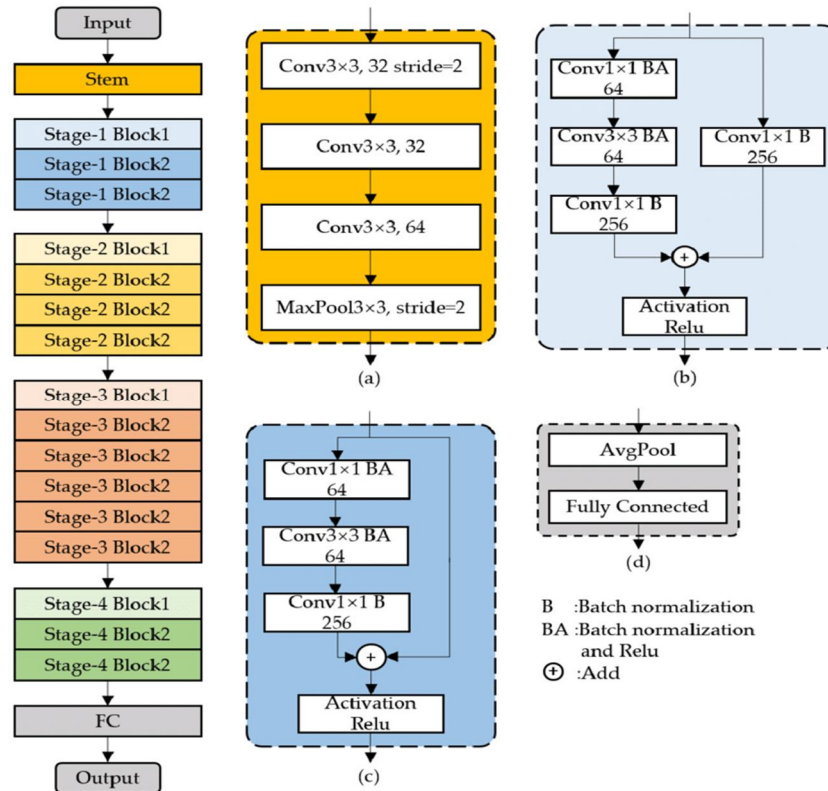 Input
Stem
Stage-1 Block1
Stage-1 Block2
Stage-1 Block2
Stage-2 Block1
Stage-2 Block2
Stage-2 Block2
Stage-2 Block2
Stage-3 Block1
Stage-3 Block2
Stage-3 Block2
Stage-3 Block2
Stage-3 Block2
Stage-3 Block2
Stage-4 Block1
Stage-4 Block2
Stage-4 Block2
FC
Output
Conv3×3, 32 stride=2
Conv3×3, 32
Conv3×3, 64
MaxPool3×3, stride=2
(a)
Conv1×1 BA
64
Conv3×3 BA
64
Conv1×1 B
256
Conv1×1 B
256
+
Activation
Relu
(b)
Conv1×1 BA
64
Conv3×3 BA
64
Conv1×1 B
256
+
Activation
Relu
(c)
AvgPool
Fully Connected
(d)
B :Batch normalization
BA :Batch normalization
and Relu
+ :Add